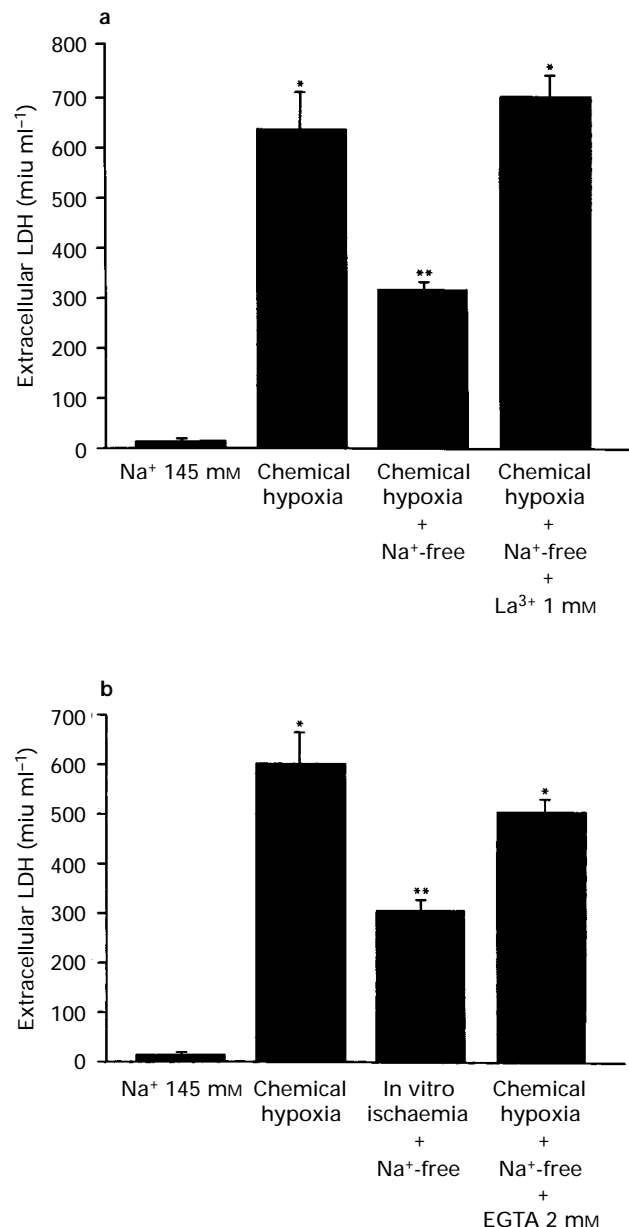 a
Extracellular LDH (miu ml⁻¹)
800
700
600
500
400
300
200
100
0
*
**
*
Na⁺ 145 mM
Chemical
hypoxia
Chemical
hypoxia
+
Na⁺-free
Chemical
hypoxia
+
Na⁺-free
+
La³⁺ 1 mM
b
Extracellular LDH (miu ml⁻¹)
700
600
500
400
300
200
100
0
*
**
*
Na⁺ 145 mM
Chemical
hypoxia
In vitro
ischaemia
+
Na⁺-free
Chemical
hypoxia
+
Na⁺-free
+
EGTA 2 mM